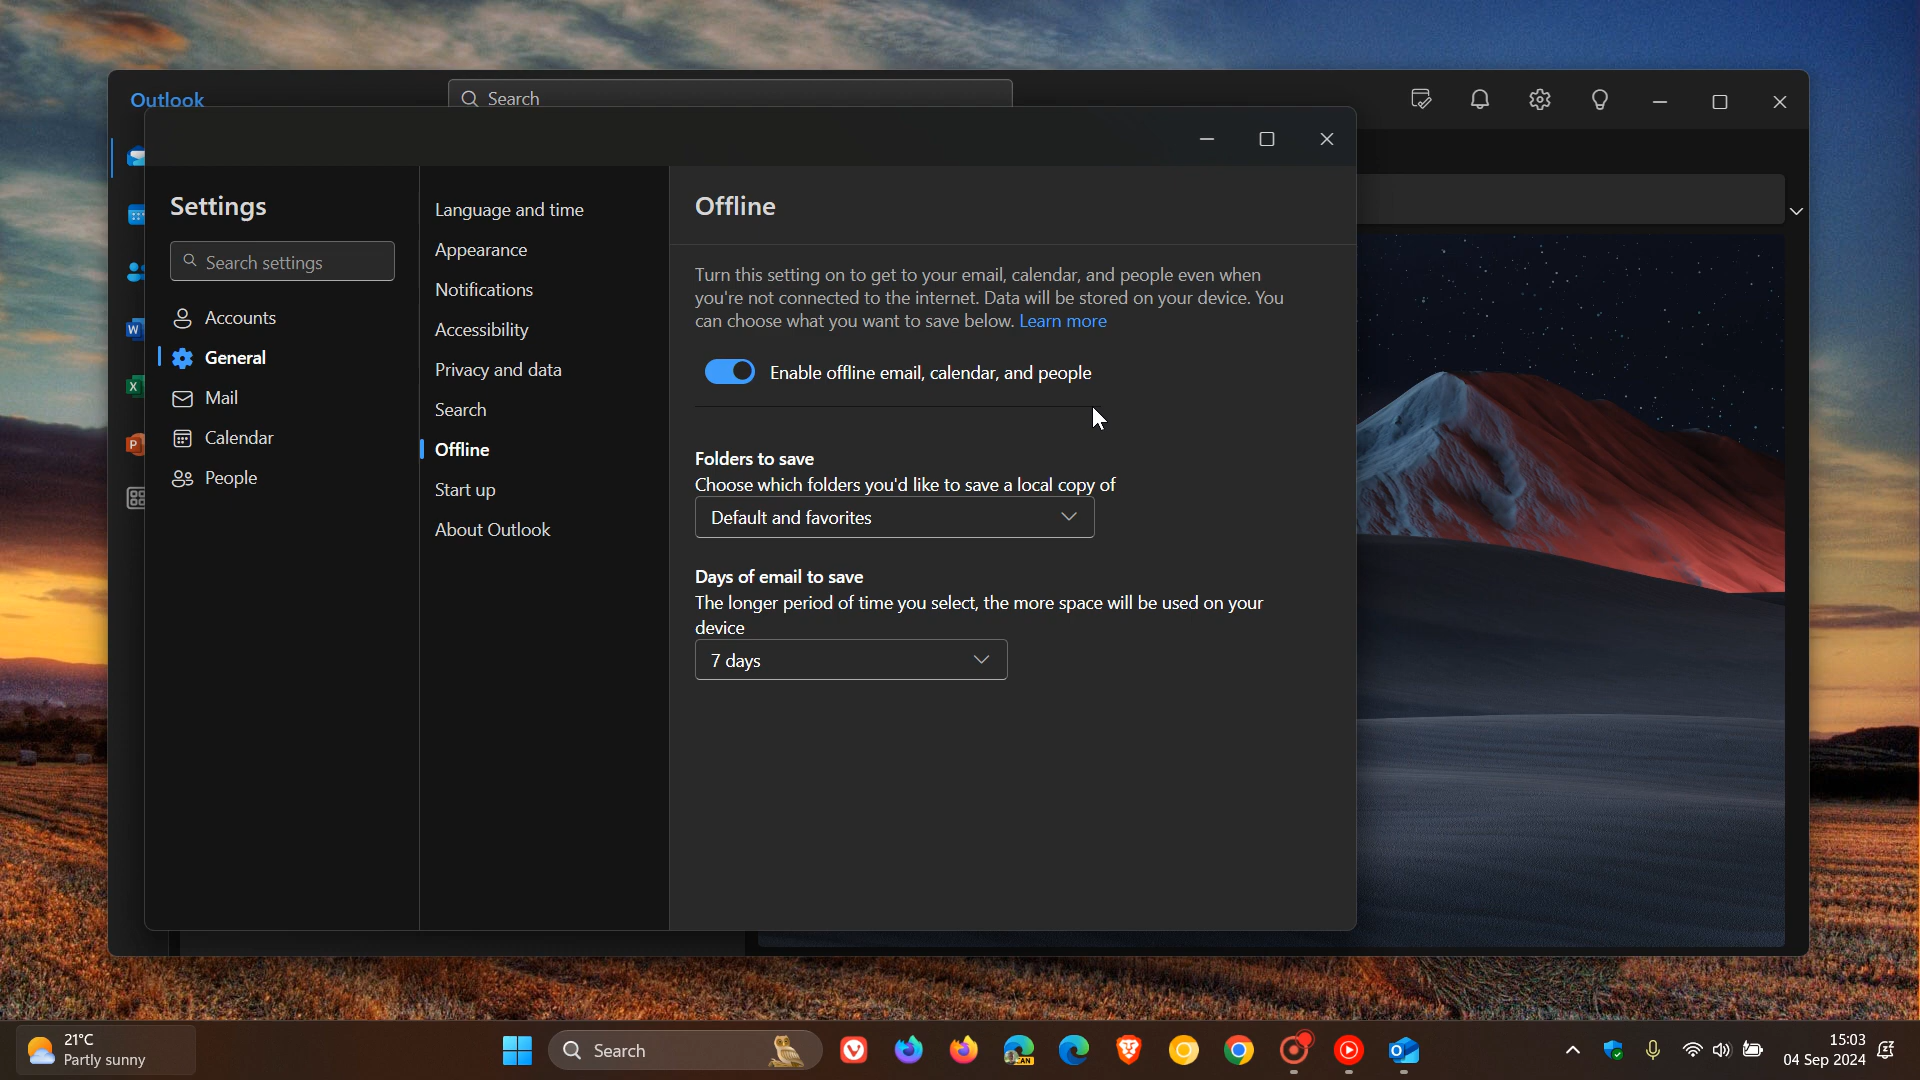 Outlook
Search
Settings
Search settings
Accounts
General
Mail
Calendar
People
Language and time
Appearance
Notifications
Accessibility
Privacy and data
Search
Offline
Start up
About Outlook
Offline
Turn this setting on to get to your email, calendar, and people even when
you're not connected to the internet. Data will be stored on your device. You
can choose what you want to save below. Learn more
Enable offline email, calendar, and people
Folders to save
Choose which folders you'd like to save a local copy of
Default and favorites
Days of email to save
The longer period of time you select, the more space will be used on your
device
7 days
W
X
P
21°C
Partly sunny
Search
CAN
O
15:03
04 Sep 2024